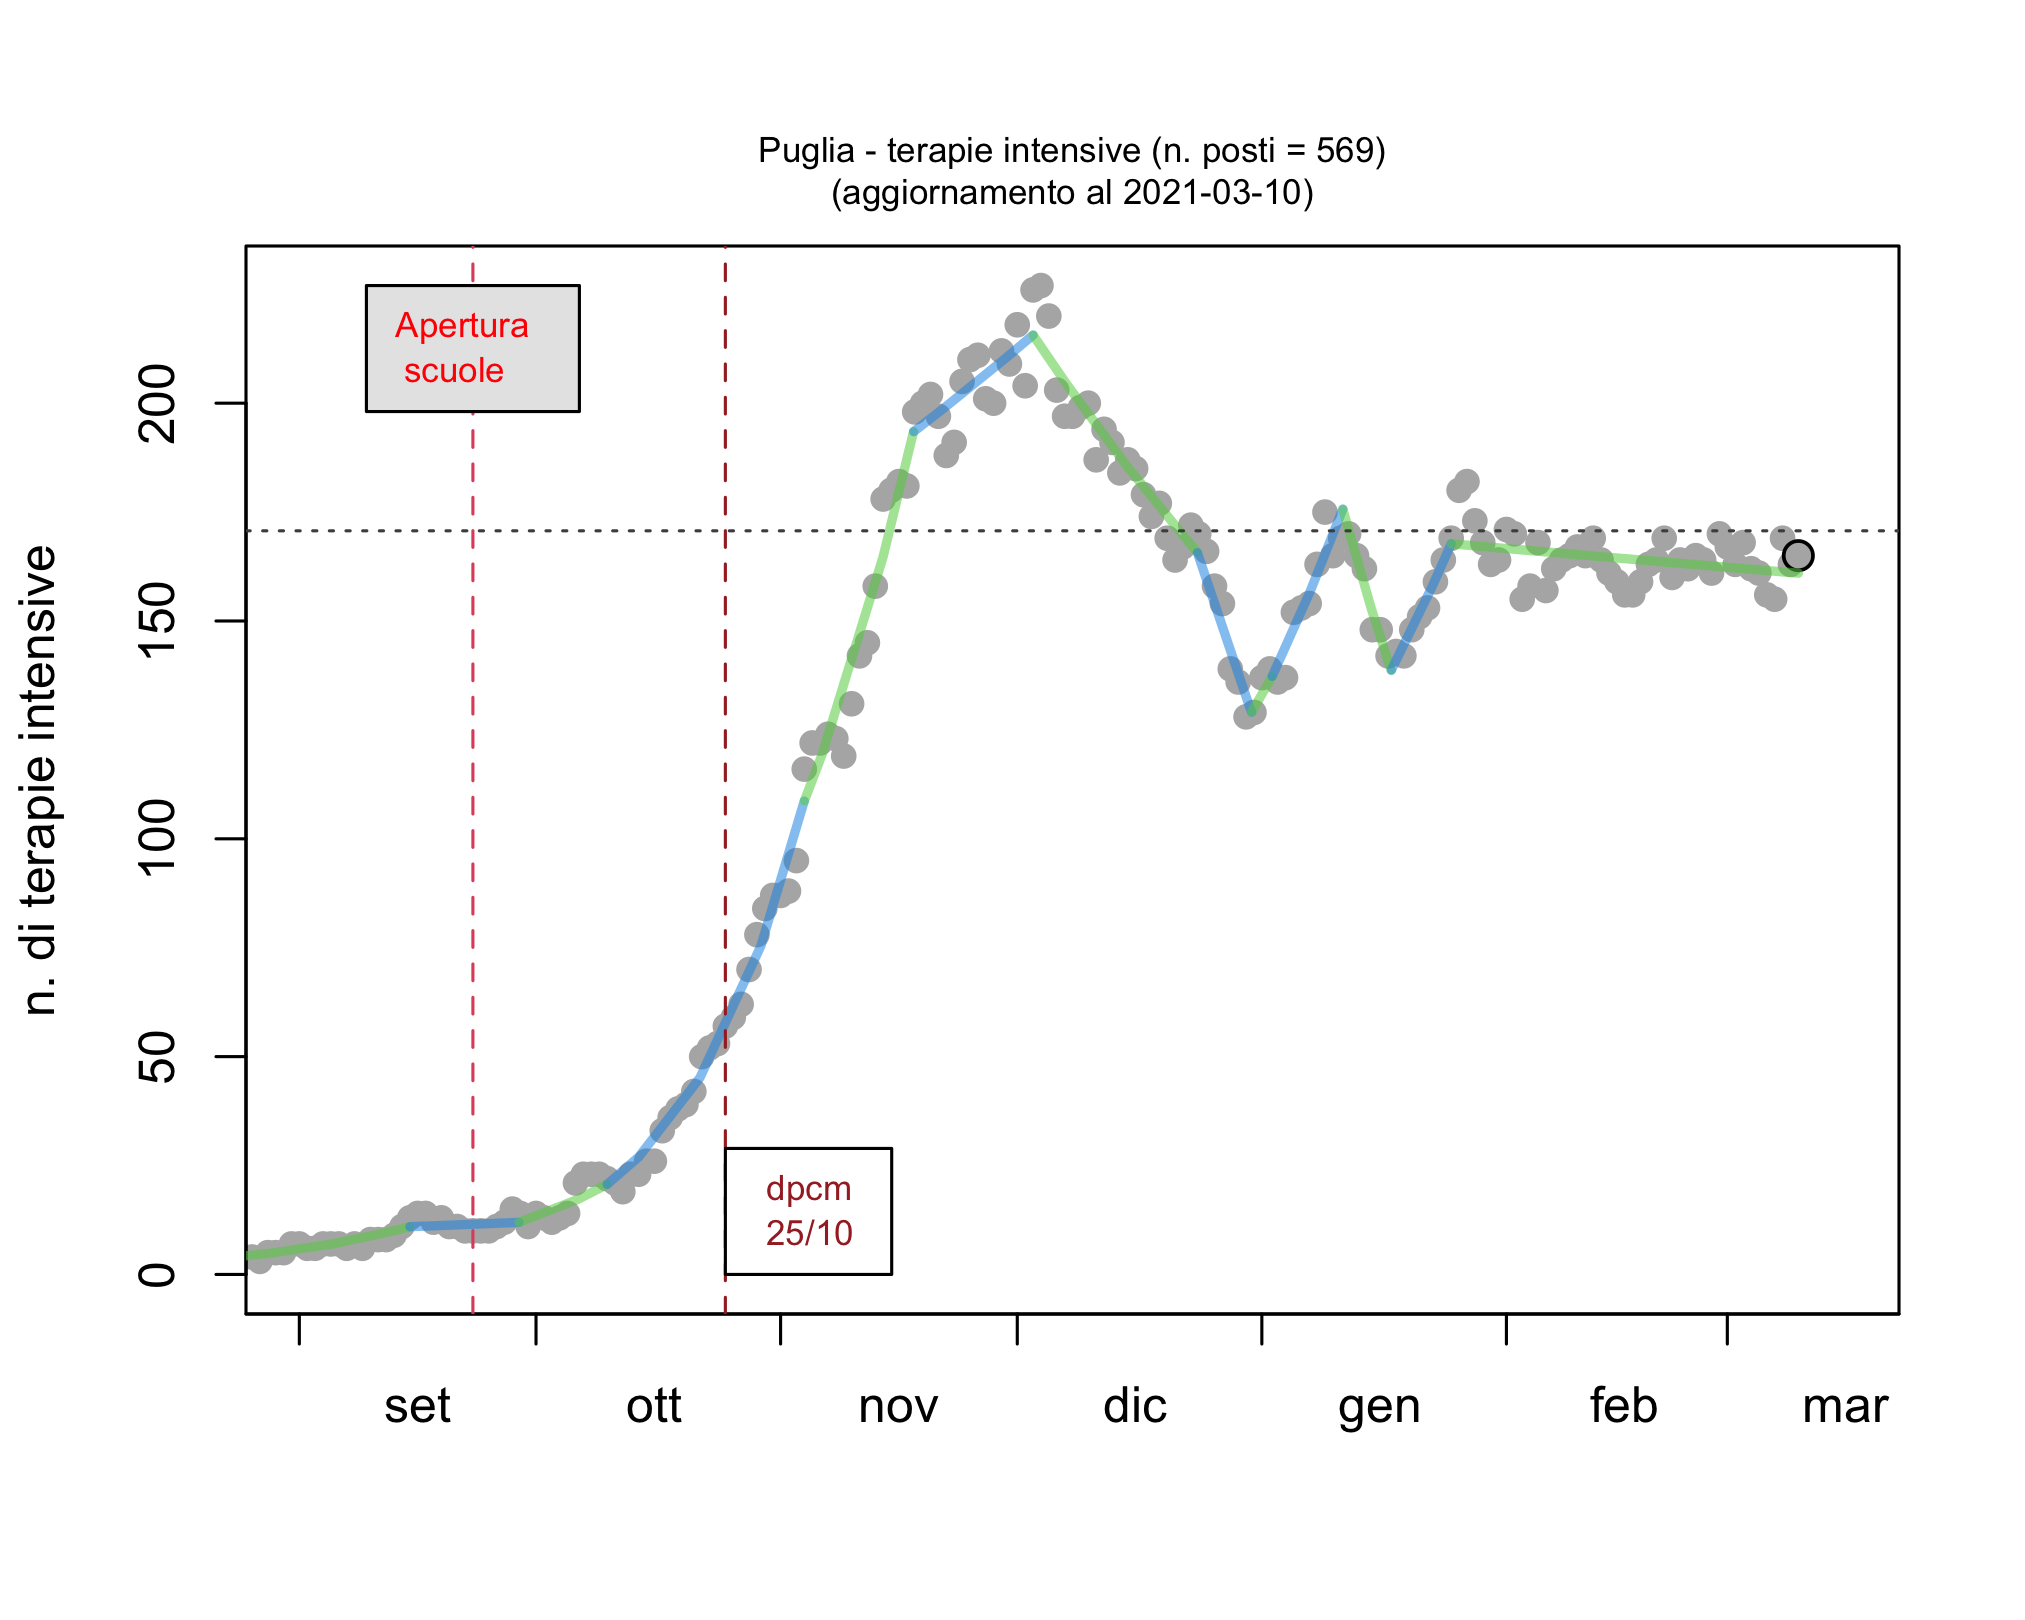 Puglia - terapie intensive (n. posti = 569)
(aggiornamento al 2021-03-10)
Apertura
scuole
n. di terapie intensive
200
150
100
50
0
dpcm
25/10
set ott nov dic gen feb mar